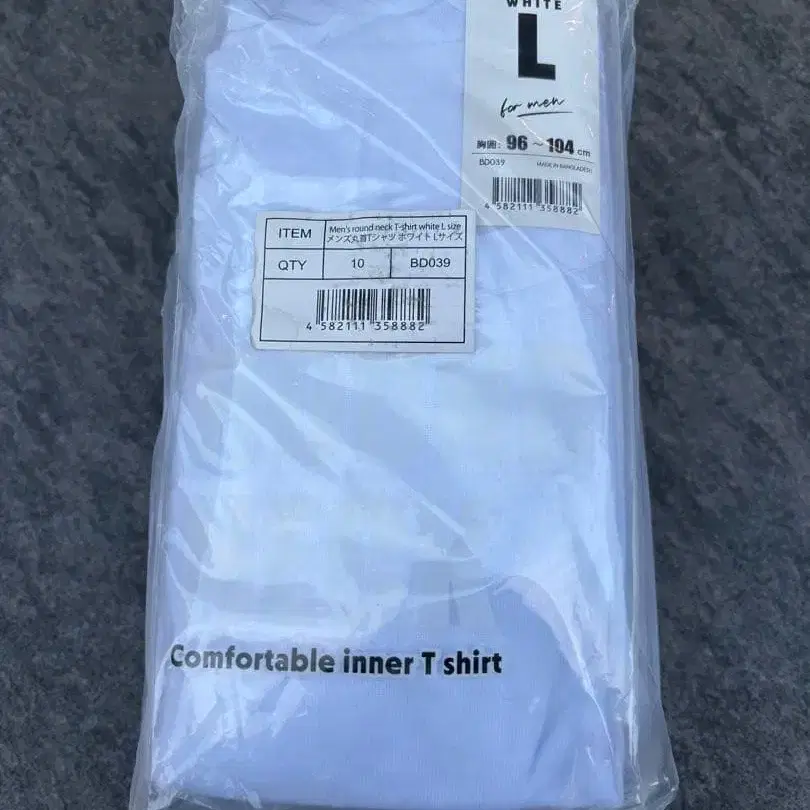 WHITE
L
for men
胸囲: 96 ~ 104 cm
BD039 MADE IN BANGLADESH
4 582111 358882
ITEM Men's round neck T-shirt white L size
メンズ丸首Tシャツ ホワイト Lサイズ
QTY 10 BD039
4 582111 358882
Comfortable inner T shirt